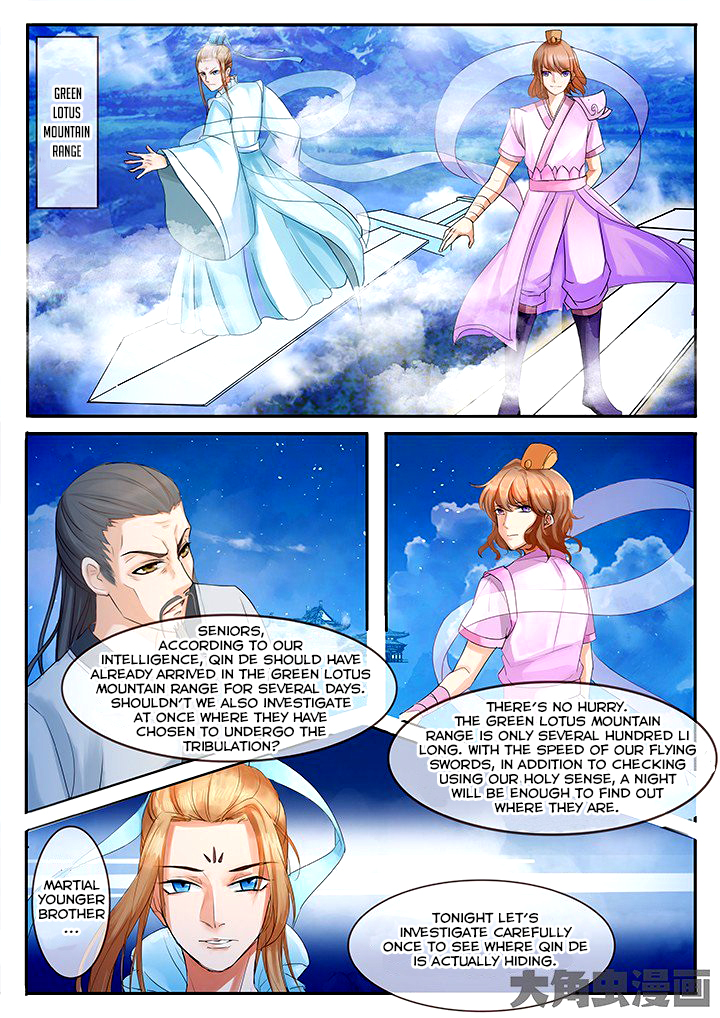 GREEN
LOTUS
MOUNTAIN
RANGE
SENIORS,
ACCORDING TO OUR
INTELLIGENCE, QIN DE SHOULD HAVE
ALREADY ARRIVED IN THE GREEN LOTUS
MOUNTAIN RANGE FOR SEVERAL DAYS.
SHOULDN'T WE ALSO INVESTIGATE
AT ONCE WHERE THEY HAVE
CHOSEN TO UNDERGO THE
TRIBULATION?
THERE'S NO HURRY.
THE GREEN LOTUS MOUNTAIN
RANGE IS ONLY SEVERAL HUNDRED LI
LONG. WITH THE SPEED OF OUR FLYING
SWORDS, IN ADDITION TO CHECKING
USING OUR HOLY SENSE, A NIGHT
WILL BE ENOUGH TO FIND OUT
WHERE THEY ARE.
MARTIAL
YOUNGER
BROTHER
...
TONIGHT LET'S
INVESTIGATE CAREFULLY
ONCE TO SEE WHERE QIN DE
IS ACTUALLY HIDING.
大角虫漫画